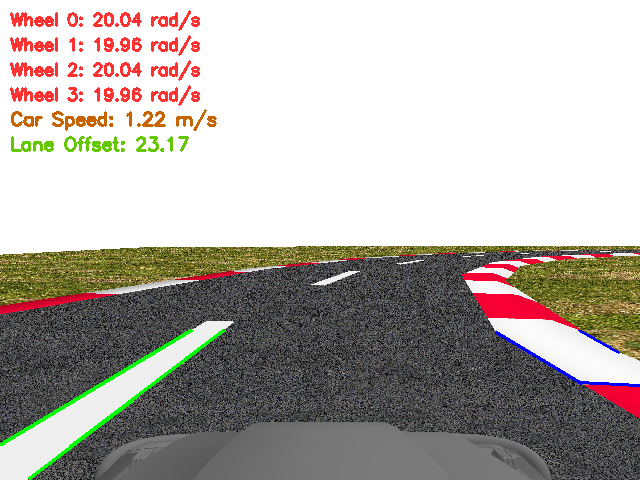 Wheel 0: 20.04 rad/s
Wheel 1: 19.96 rad/s
Wheel 2: 20.04 rad/s
Wheel 3: 19.96 rad/s
Car Speed: 1.22 m/s
Lane Offset: 23.17